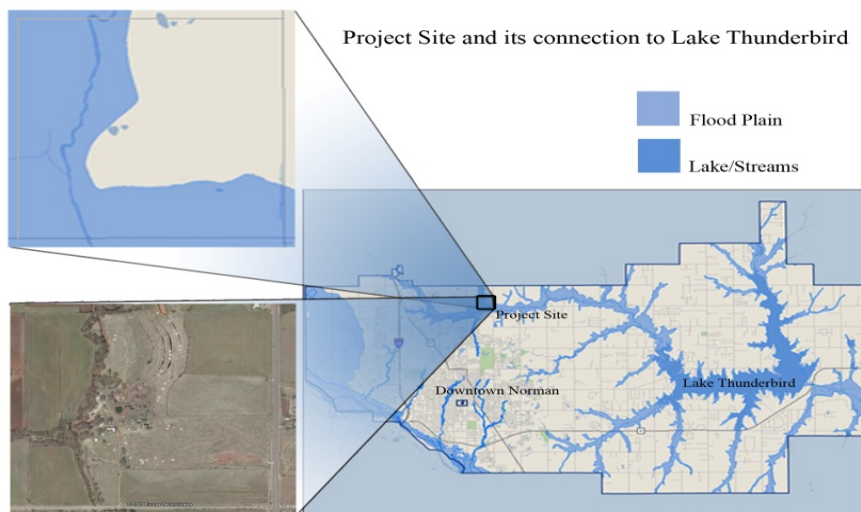 Project Site and its connection to Lake Thunderbird
Flood Plain
Lake/Streams
Project Site
Lake Thunderbird
Downtown Norman